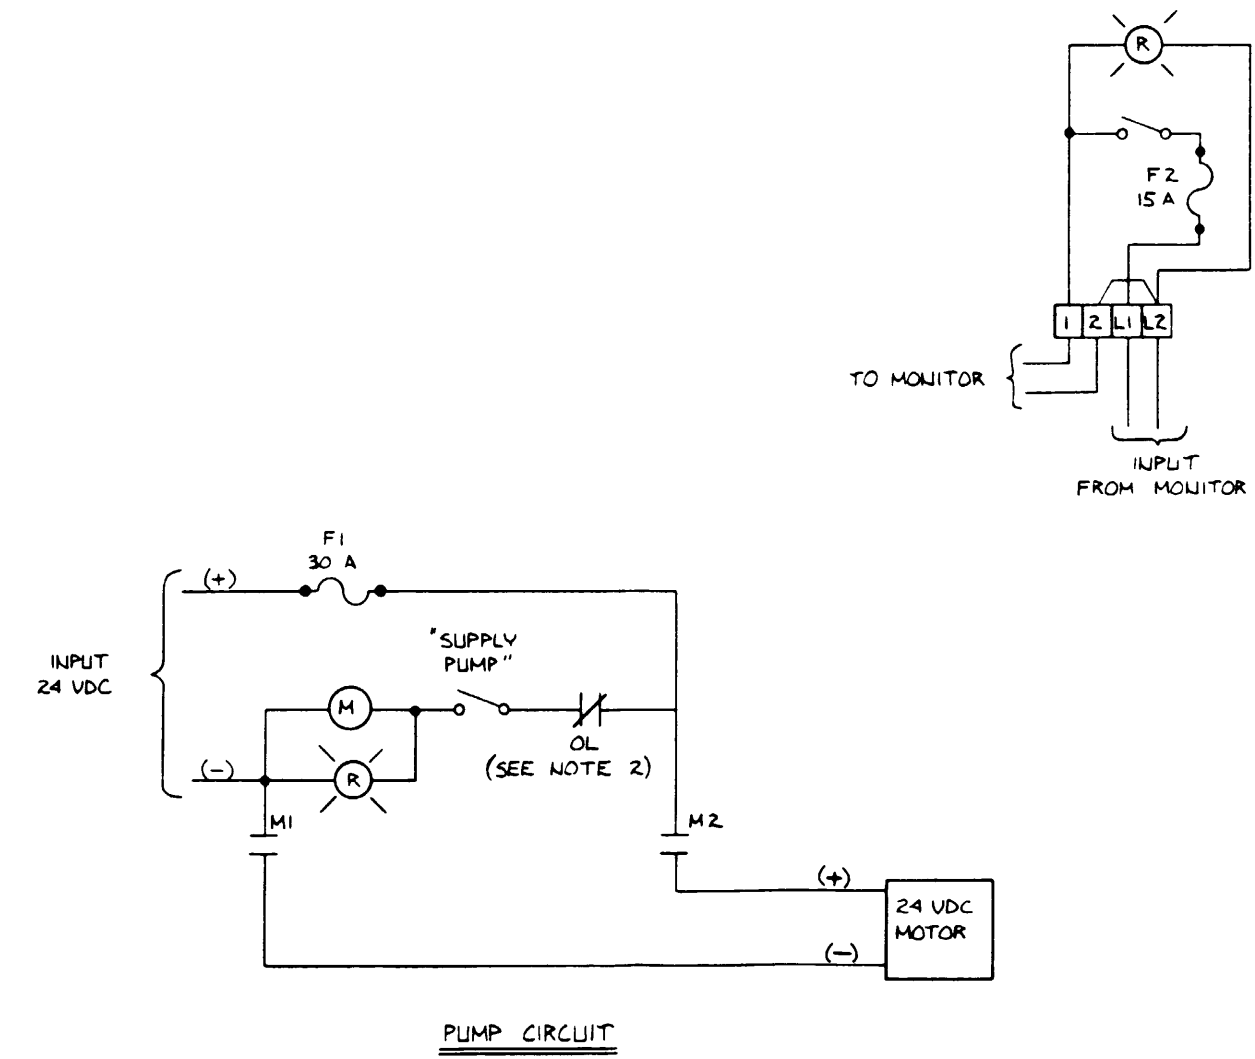 R
F2
15 A
1 2 L1 L2
TO MONITOR
INPUT
FROM MONITOR
F1
30 A
(+)
"SUPPLY
PUMP"
INPUT
24 VDC
M
OL
(SEE NOTE 2)
(-)
R
M1
M2
(+)
24 VDC
MOTOR
(-)
PUMP CIRCUIT